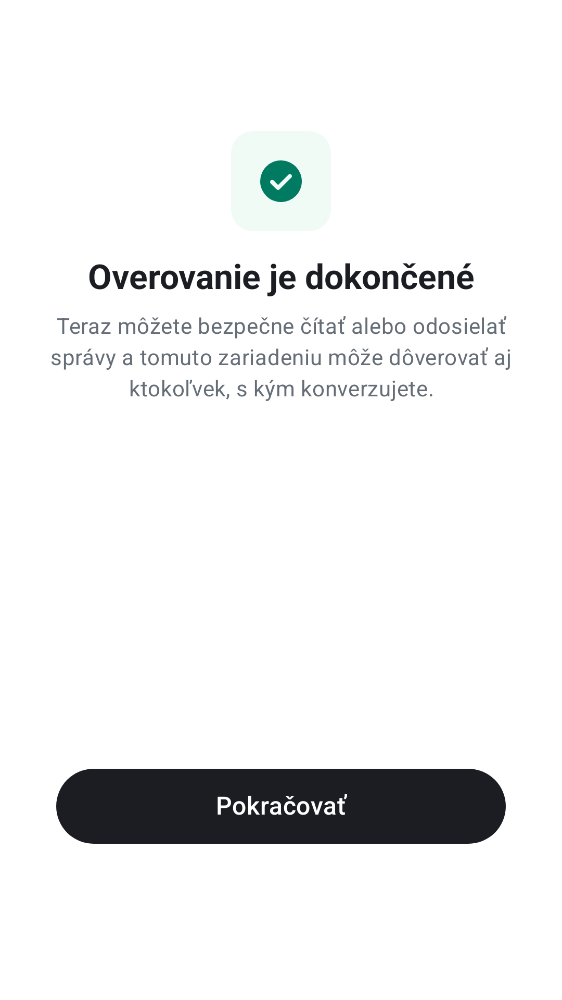 Overovanie je dokončené
Teraz môžete bezpečne čítať alebo odosielať
správy a tomuto zariadeniu môže dôverovať aj
ktokoľvek, s kým konverzujete.
Pokračovať